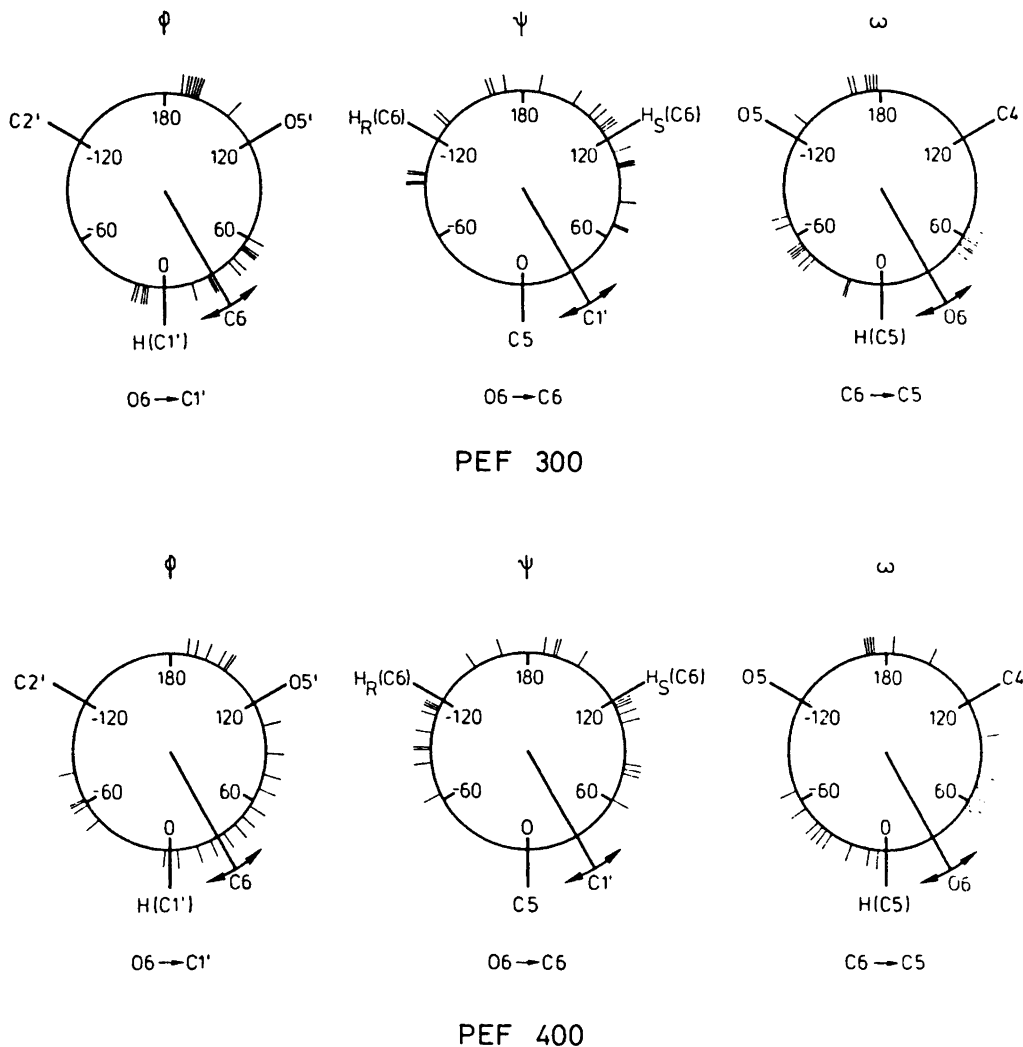 φ ψ ω
C2' 180 O5' -120 120 -60 60 0 C6 H(C1')
H_R(C6) 180 H_S(C6) -120 120 -60 60 0 C1' C5
O5 180 C4 -120 120 -60 60 0 O6 H(C5)
O6→C1' O6→C6 C6→C5
PEF 300
φ ψ ω
C2' 180 O5' -120 120 -60 60 0 C6 H(C1')
H_R(C6) 180 H_S(C6) -120 120 -60 60 0 C1' C5
O5 180 C4 -120 120 -60 60 0 O6 H(C5)
O6→C1' O6→C6 C6→C5
PEF 400